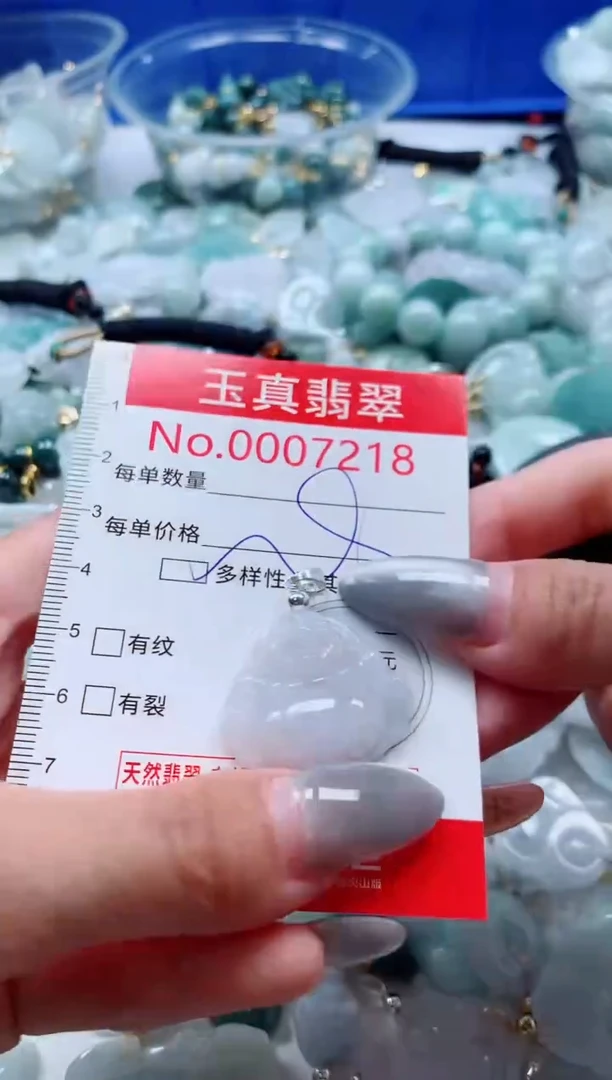 玉真翡翠
No.0007218
1
2
每单数量
3
每单价格
4
多样性 其
5
有纹
元
6
有裂
7
天然翡翠